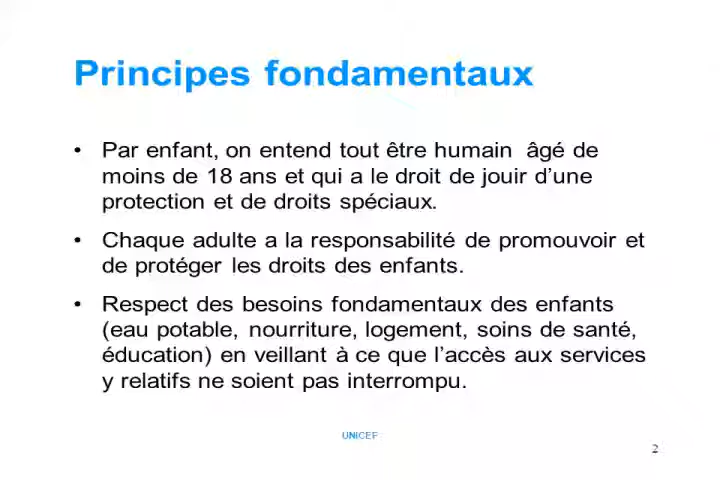 Principes fondamentaux
• Par enfant, on entend tout être humain âgé de
moins de 18 ans et qui a le droit de jouir d’une
protection et de droits spéciaux.
• Chaque adulte a la responsabilité de promouvoir et
de protéger les droits des enfants.
• Respect des besoins fondamentaux des enfants
(eau potable, nourriture, logement, soins de santé,
éducation) en veillant à ce que l’accès aux services
y relatifs ne soient pas interrompu.
UNICEF
2